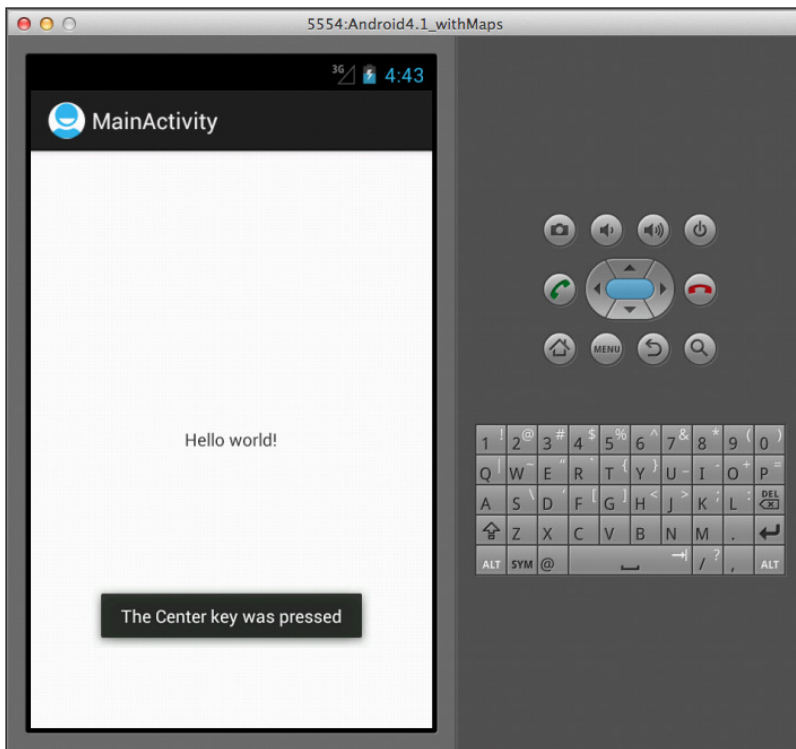 5554:Android4.1_withMaps
3G 4:43
MainActivity
Hello world!
The Center key was pressed
MENU
1 ! 2 @ 3 # 4 $ 5 % 6 ^ 7 & 8 * 9 ( 0 )
Q | W ~ E " R ` T { Y } U _ I - O + P =
A S \ D ' F [ G ] H < J > K ; L : DEL
Z X C V B N M .
ALT SYM @ / ? , ALT